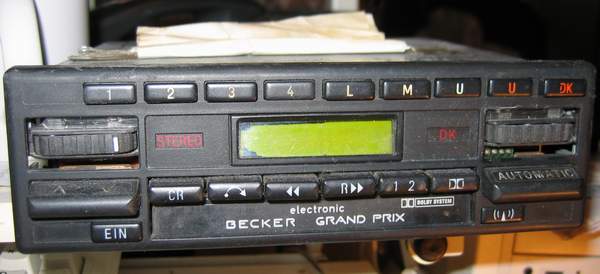 1 2 3 4 L M U U DK
STEREO DK
CR R 1 2 AUTOMATIC
electronic DOLBY SYSTEM
BECKER GRAND PRIX
EIN